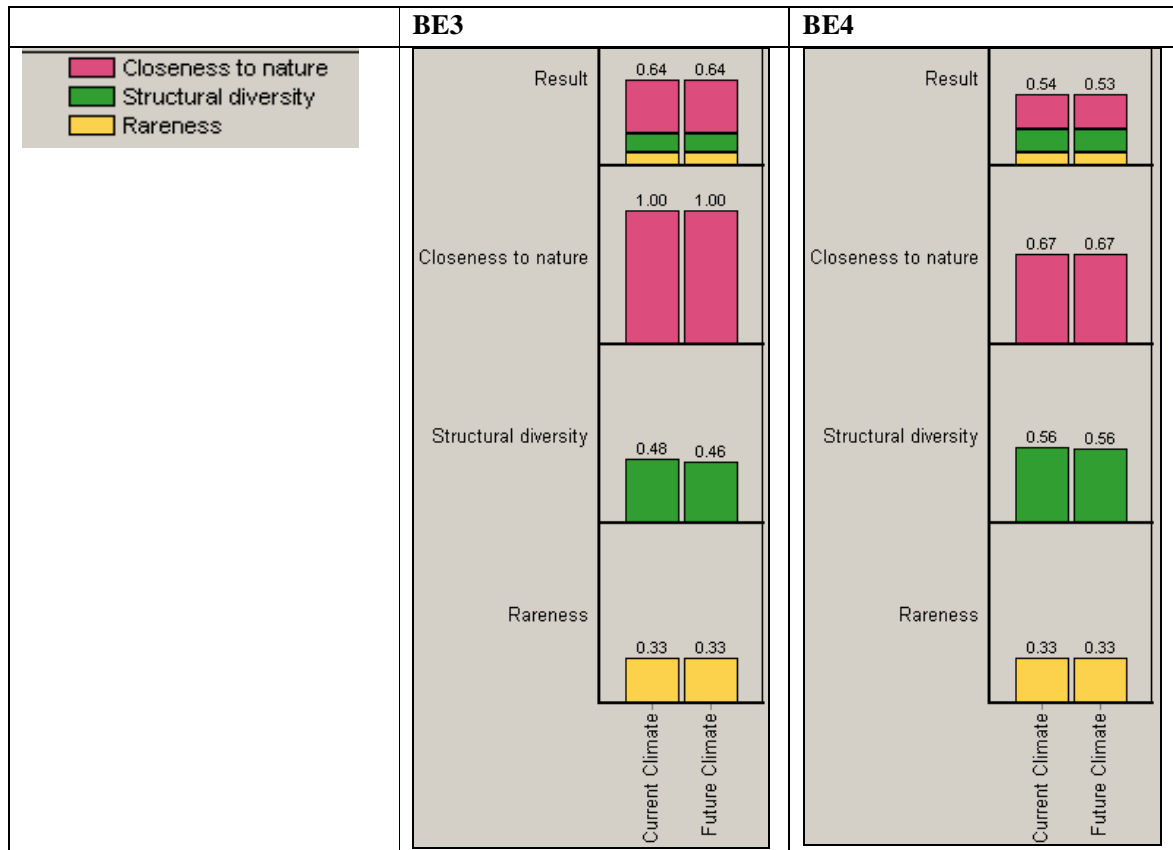 BE3
BE4
Closeness to nature
Structural diversity
Rareness
Result
0.64 0.64
Closeness to nature
1.00 1.00
Structural diversity
0.48 0.46
Rareness
0.33 0.33
Current Climate
Future Climate
Result
0.54 0.53
Closeness to nature
0.67 0.67
Structural diversity
0.56 0.56
Rareness
0.33 0.33
Current Climate
Future Climate